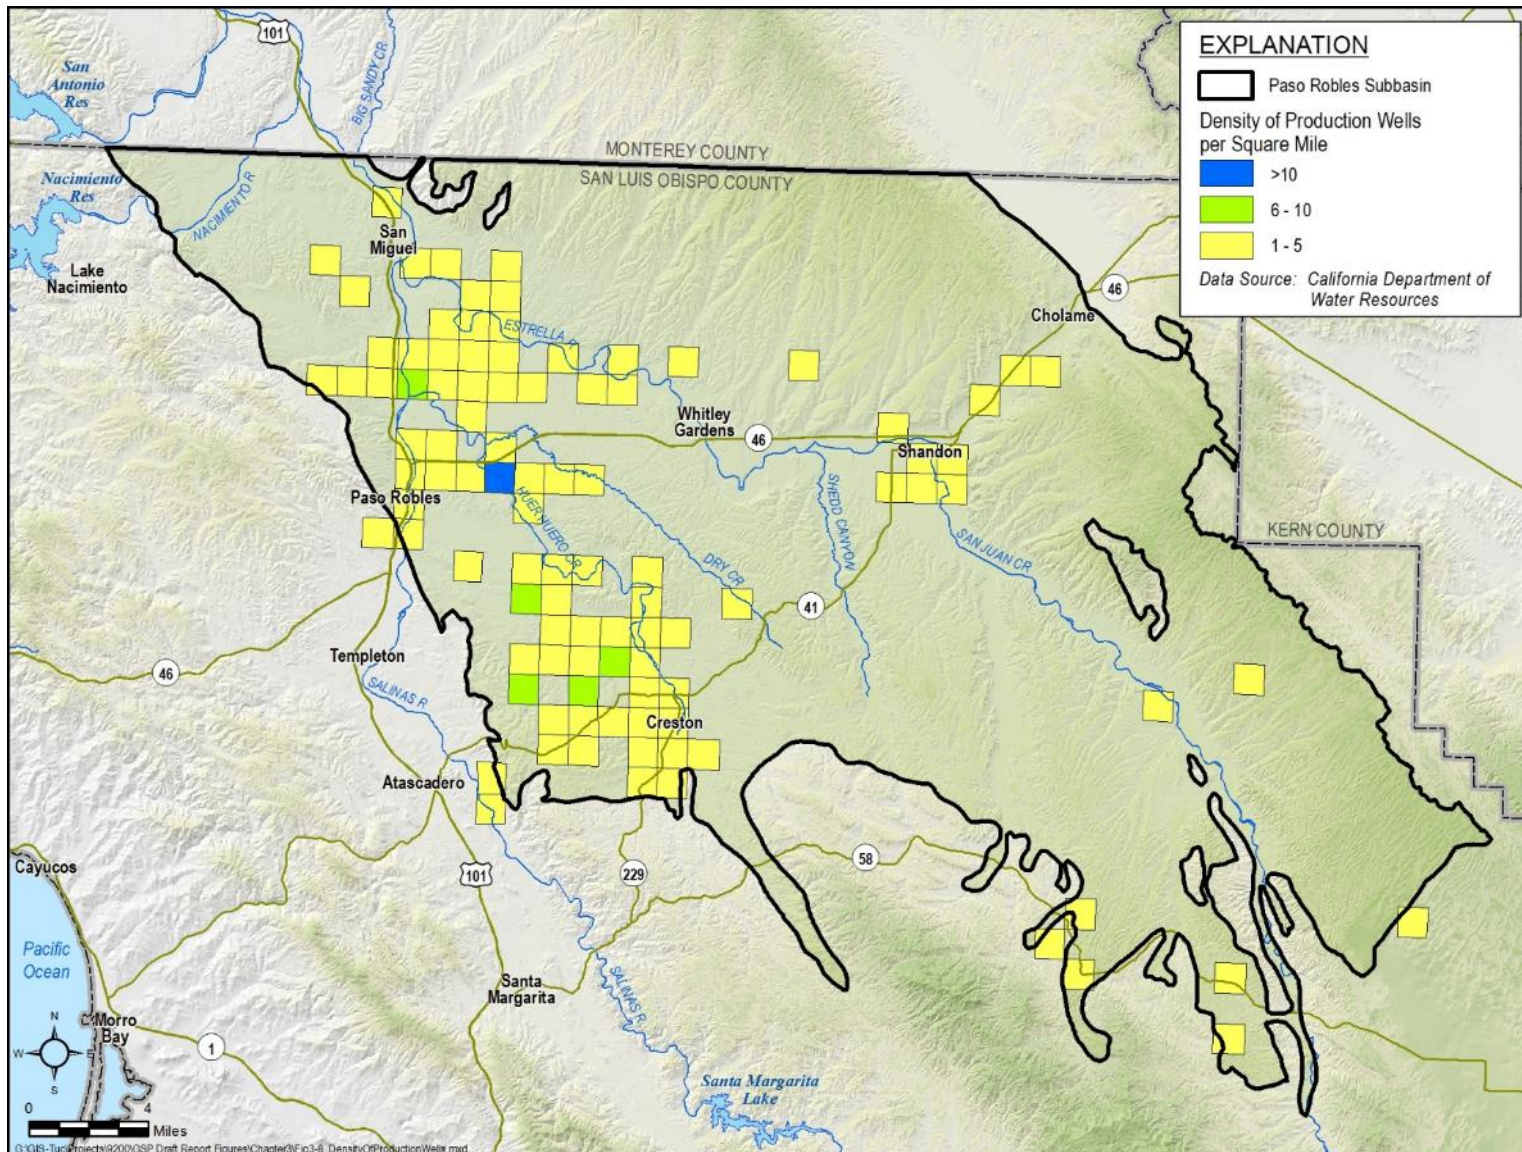 101
BIG SANDY CR
San
Antonio
Res
EXPLANATION
Paso Robles Subbasin
Density of Production Wells
per Square Mile
>10
6 - 10
1 - 5
Data Source: California Department of
Water Resources
MONTEREY COUNTY
SAN LUIS OBISPO COUNTY
Nacimiento
Res
NACIMIENTO R
San
Miguel
Lake
Nacimiento
46
Cholame
ESTRELLA R
Whitley
Gardens
46
Shandon
Paso Robles
HUERHUERO CR
SHEDD CANYON
SAN JUAN CR
KERN COUNTY
DRY CR
41
Templeton
46
SALINAS R
Creston
Atascadero
58
Cayucos
101
229
Pacific
Ocean
Santa
Margarita
SALINAS R
N
W
E
S
Morro
Bay
1
Santa Margarita
Lake
0
4
Miles